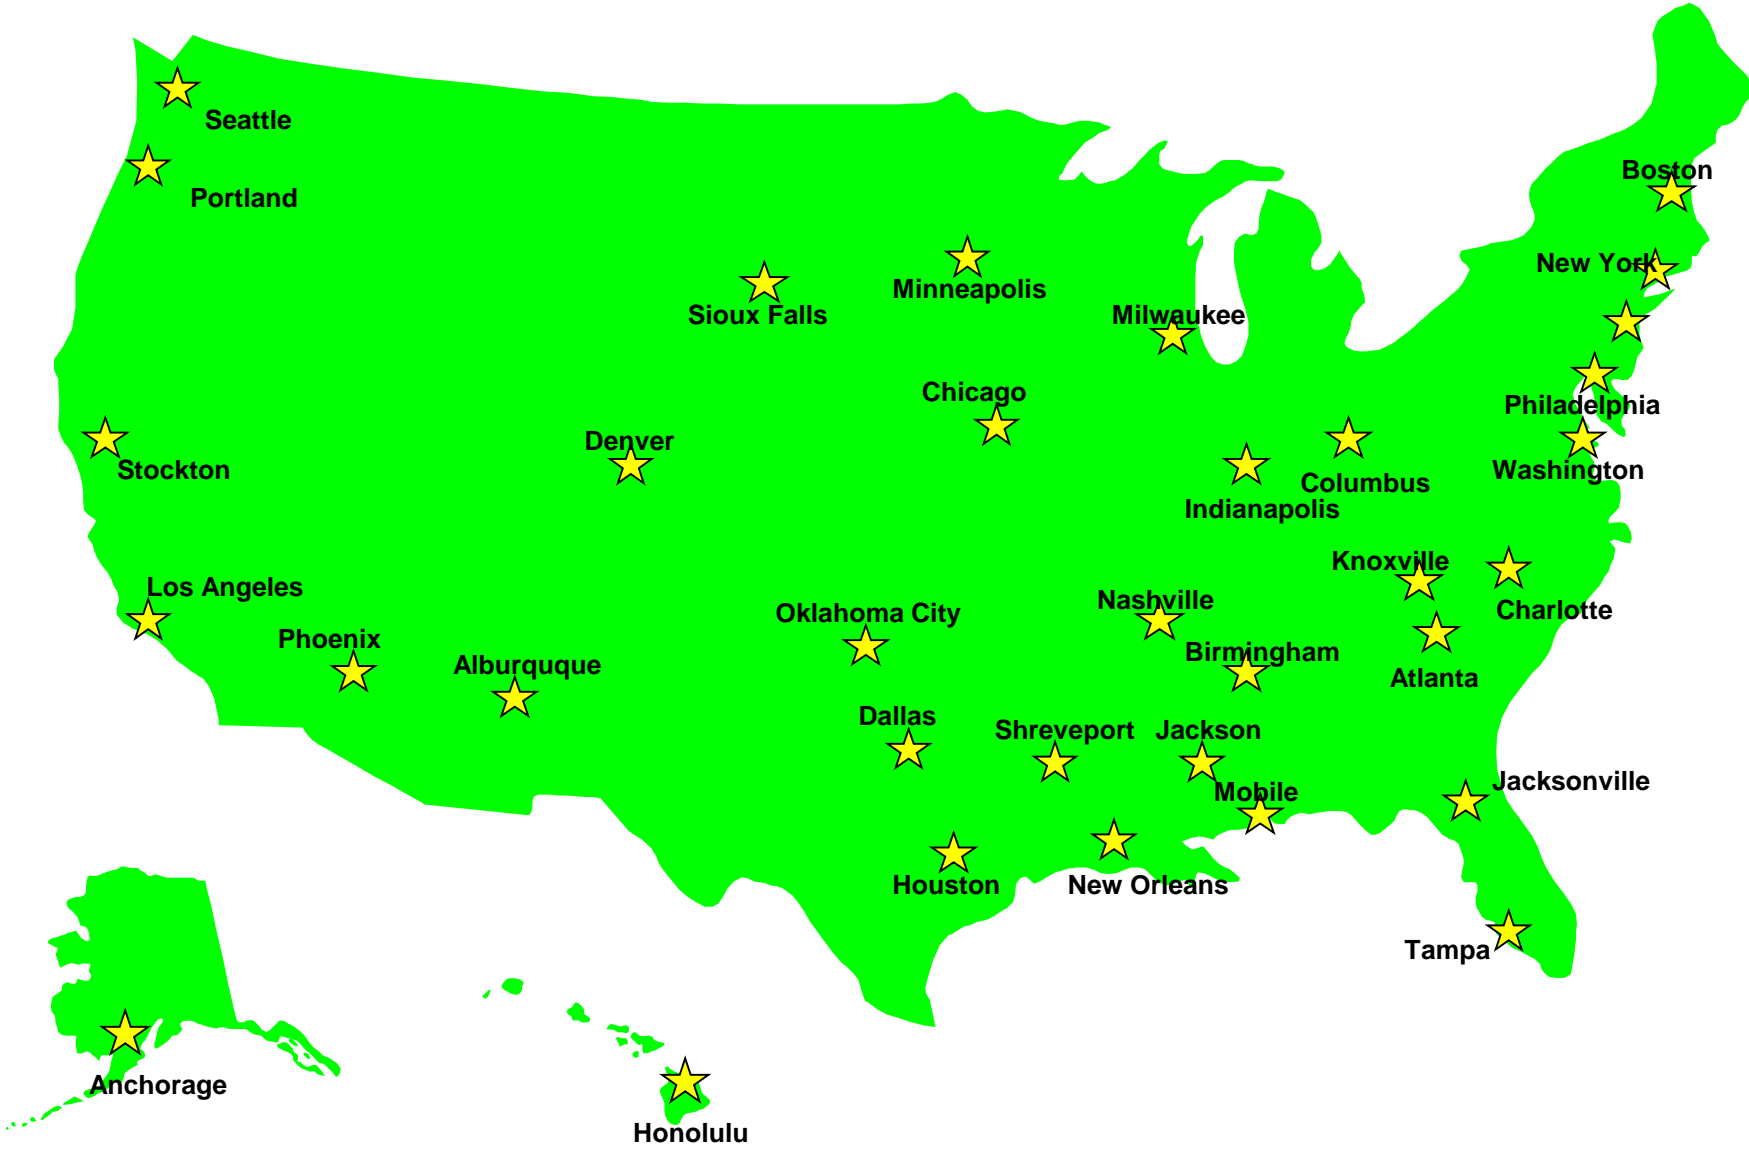 Seattle
Boston
Portland
New York
Minneapolis
Sioux Falls
Milwaukee
Chicago
Philadelphia
Denver
Stockton
Washington
Columbus
Indianapolis
Knoxville
Los Angeles
Nashville
Charlotte
Oklahoma City
Phoenix
Birmingham
Alburquque
Atlanta
Dallas
Shreveport
Jackson
Jacksonville
Mobile
Houston
New Orleans
Tampa
Anchorage
Honolulu